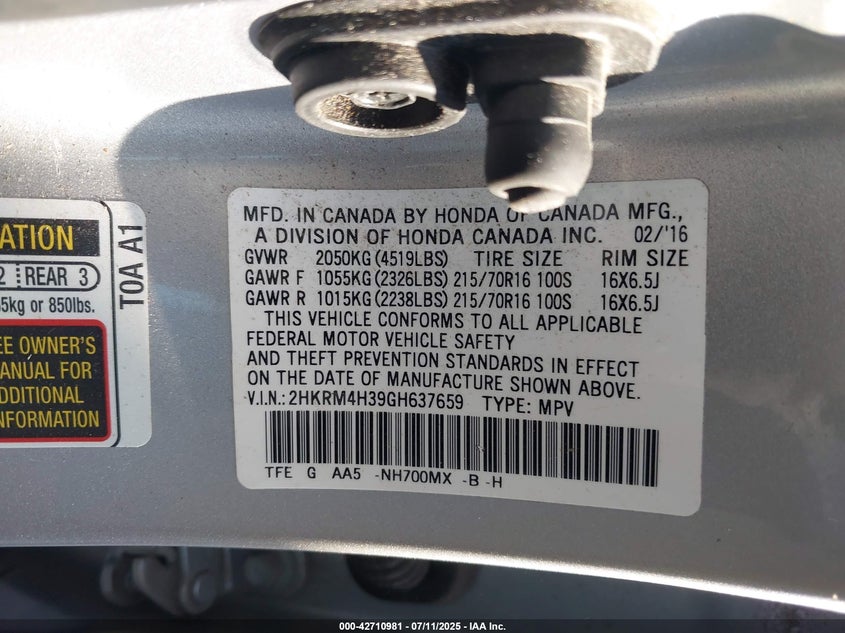 ATION
2 REAR 3
5kg or 850lbs.
EE OWNER'S
ANUAL FOR
DDITIONAL
NFORMATION
T0A A1
MFD. IN CANADA BY HONDA OF CANADA MFG.,
A DIVISION OF HONDA CANADA INC. 02/'16
GVWR 2050KG (4519LBS) TIRE SIZE RIM SIZE
GAWR F 1055KG (2326LBS) 215/70R16 100S 16X6.5J
GAWR R 1015KG (2238LBS) 215/70R16 100S 16X6.5J
THIS VEHICLE CONFORMS TO ALL APPLICABLE
FEDERAL MOTOR VEHICLE SAFETY
AND THEFT PREVENTION STANDARDS IN EFFECT
ON THE DATE OF MANUFACTURE SHOWN ABOVE.
V.I.N.: 2HKRM4H39GH637659 TYPE: MPV
TFE G AA5 -NH700MX -B -H
000-42710981 - 07/11/2025 - IAA Inc.